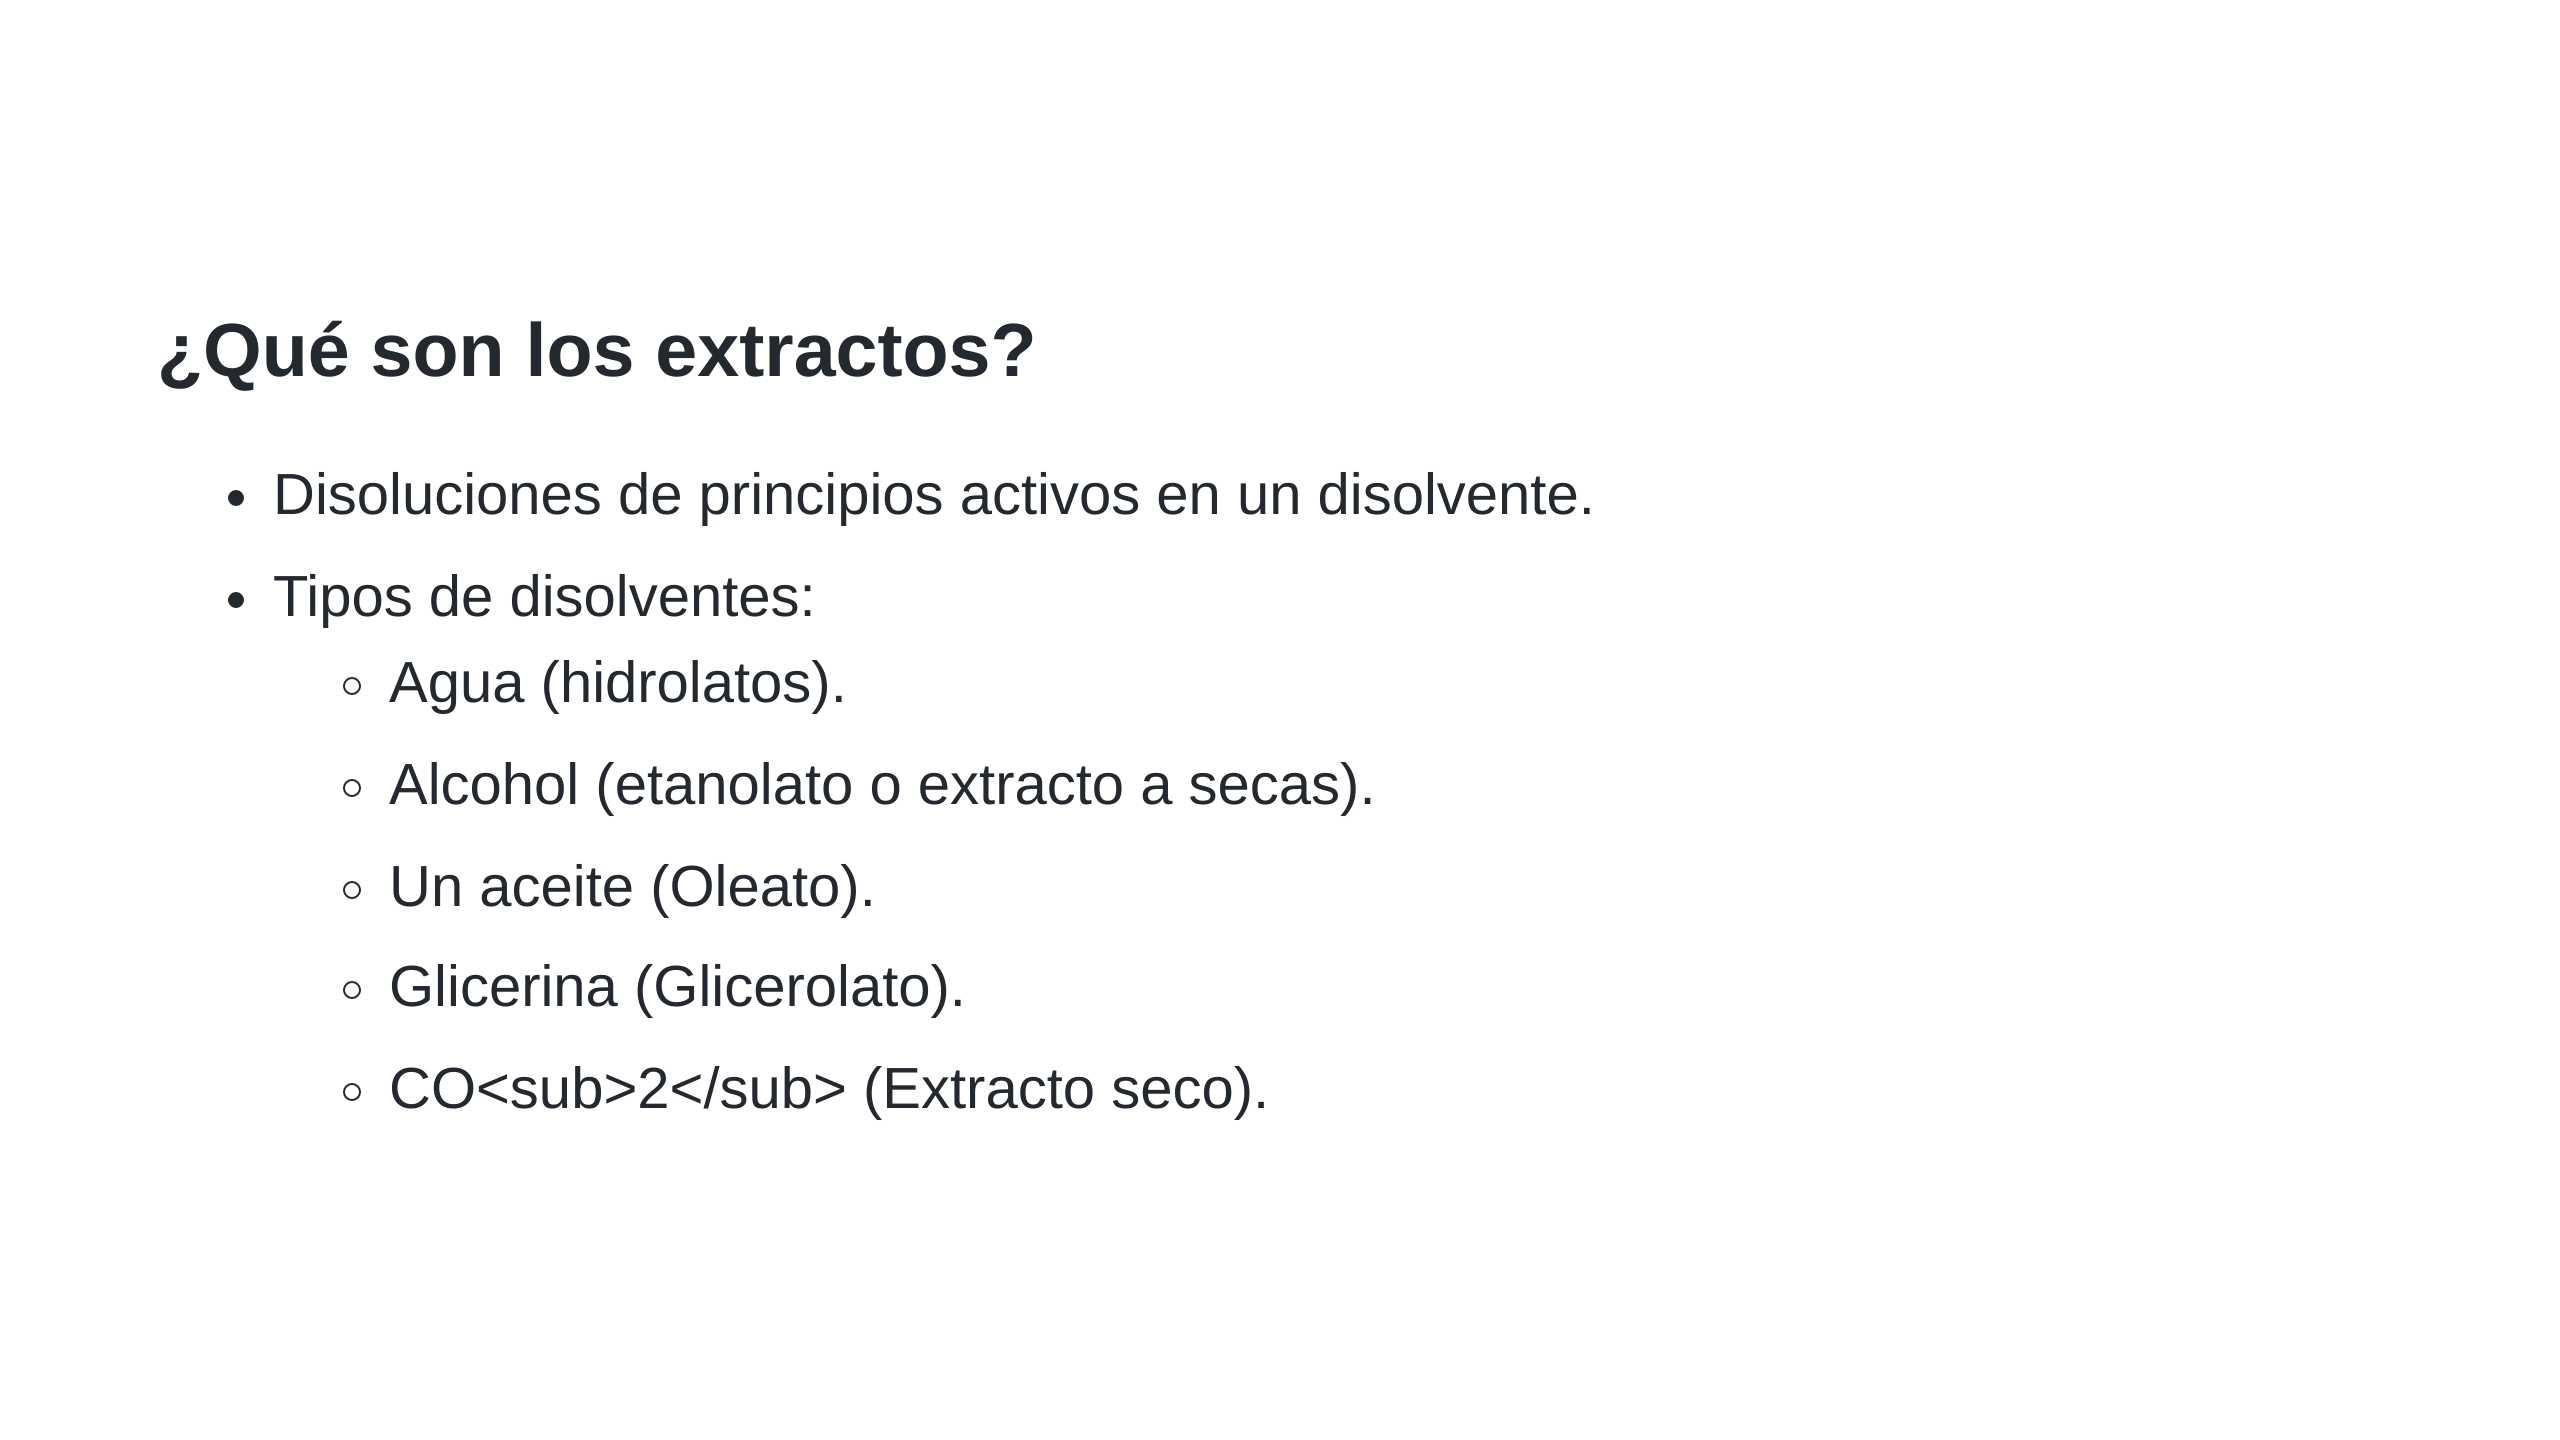 ¿Qué son los extractos?
Disoluciones de principios activos en un disolvente.
Tipos de disolventes:
Agua (hidrolatos).
Alcohol (etanolato o extracto a secas).
Un aceite (Oleato).
Glicerina (Glicerolato).
CO<sub>2</sub> (Extracto seco).